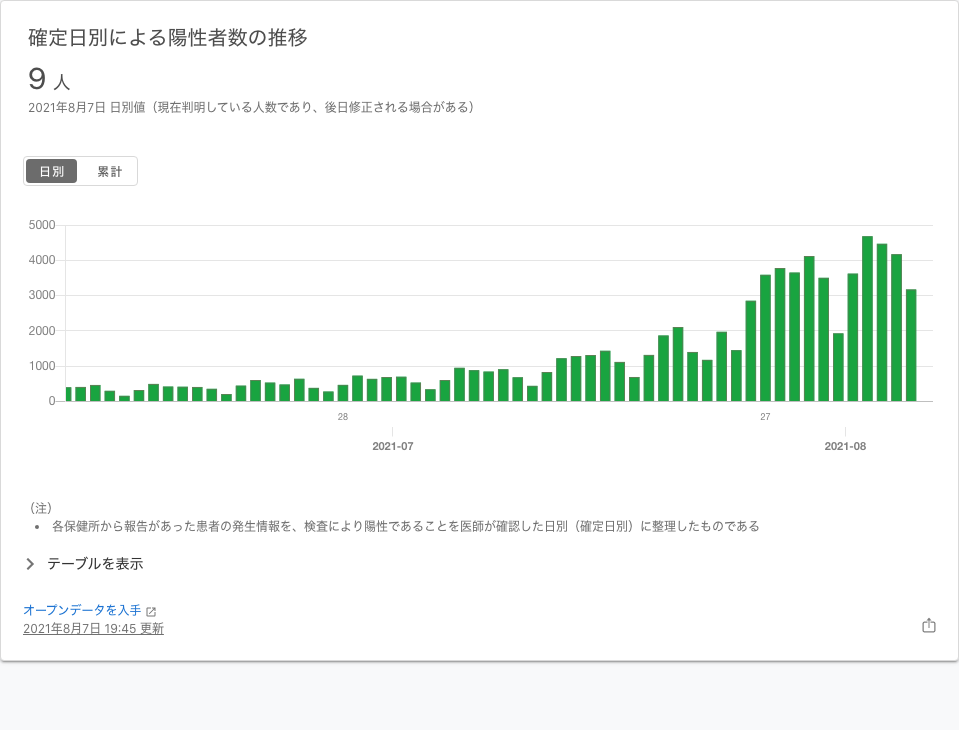 確定日別による陽性者数の推移
9 人
2021年8月7日 日別値（現在判明している人数であり、後日修正される場合がある）
日別 累計
5000
4000
3000
2000
1000
0
28 27
2021-07 2021-08
（注）
• 各保健所から報告があった患者の発生情報を、検査により陽性であることを医師が確認した日別（確定日別）に整理したものである
テーブルを表示
オープンデータを入手
2021年8月7日 19:45 更新